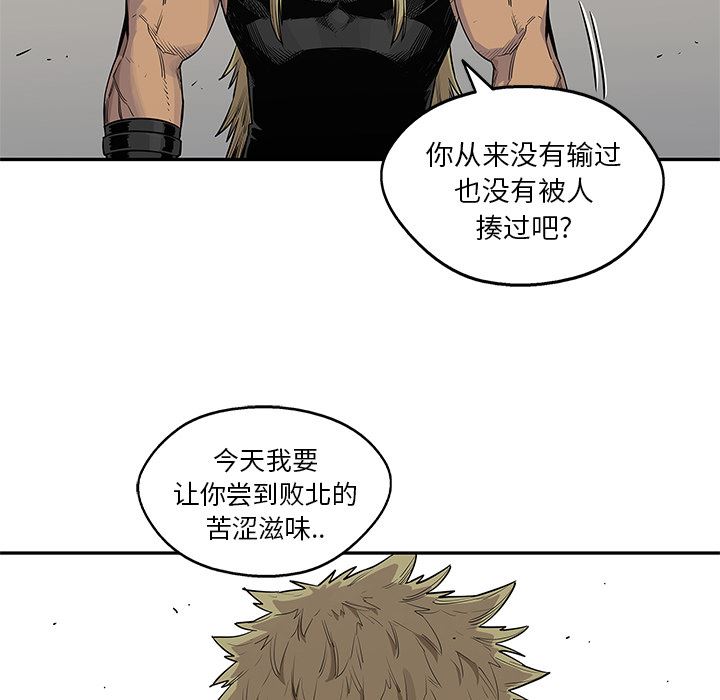 你从来没有输过
也没有被人
揍过吧?
今天我要
让你尝到败北的
苦涩滋味..